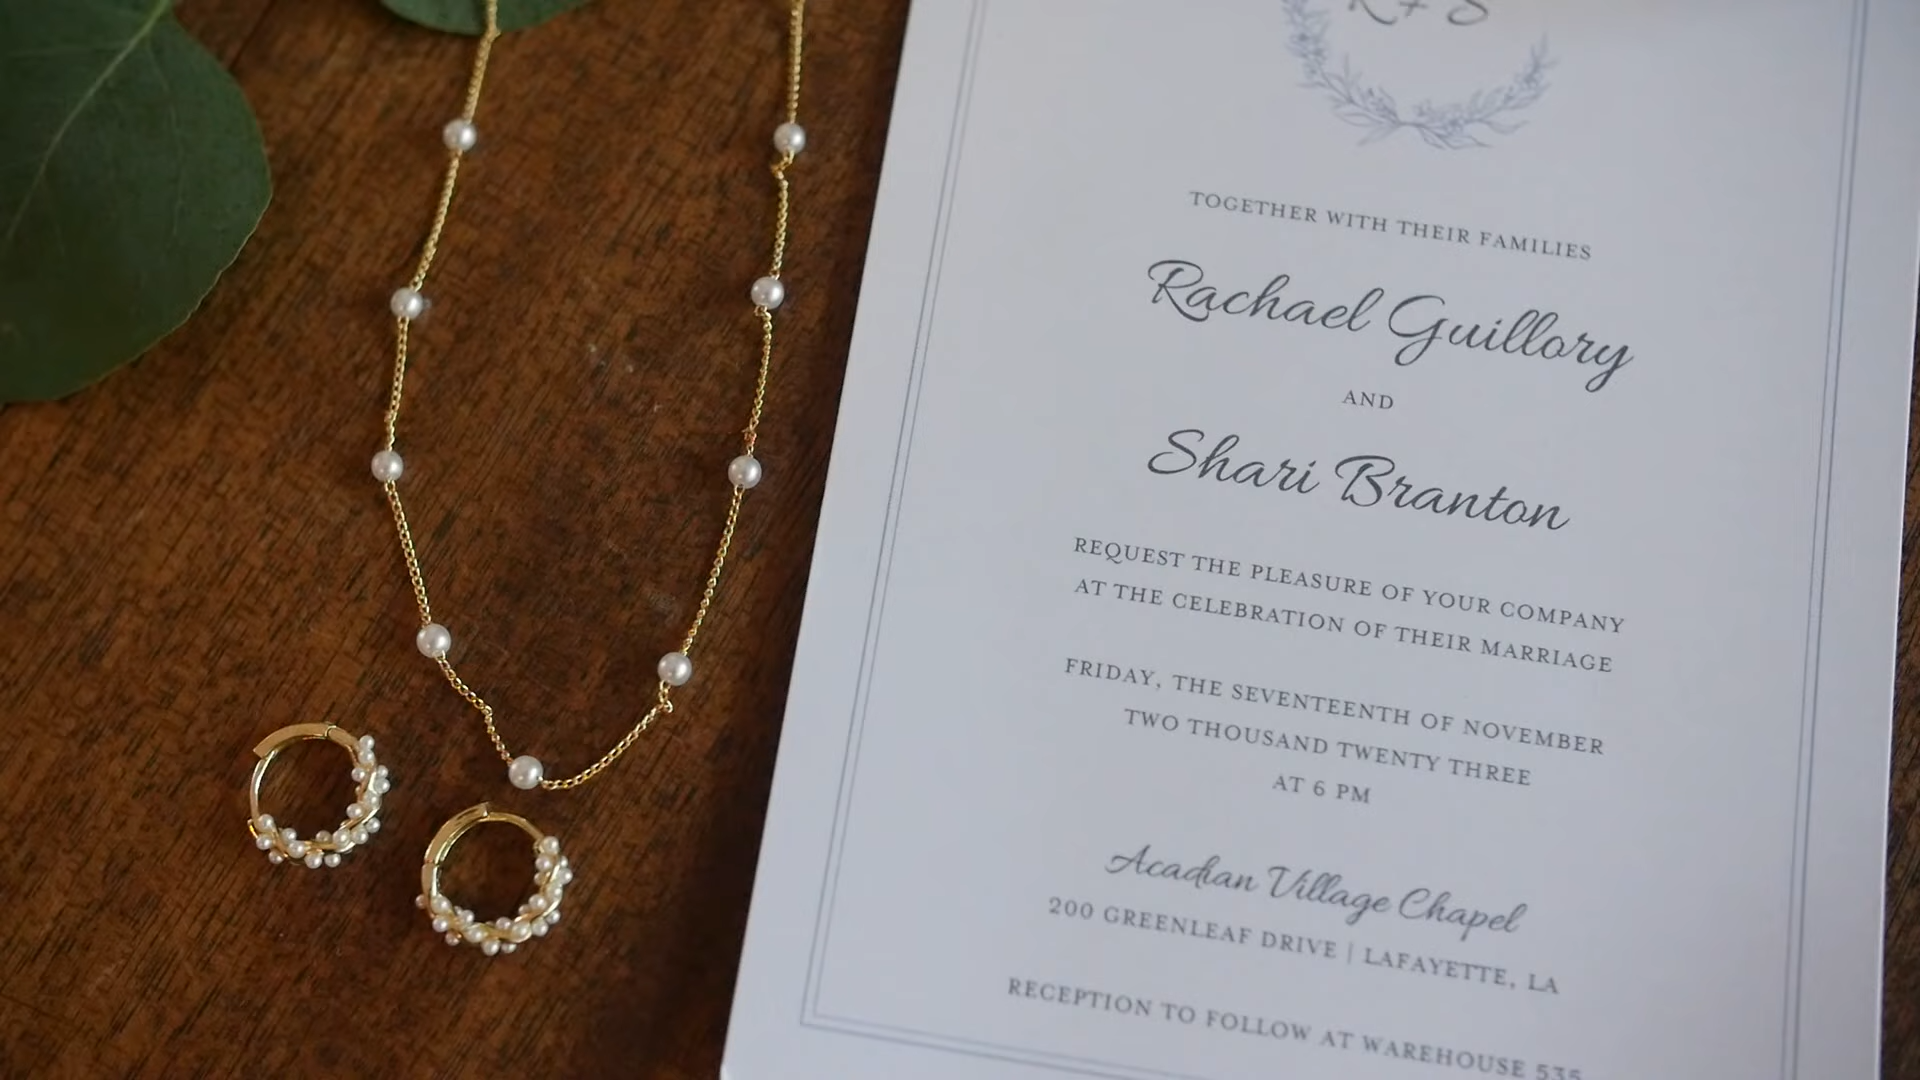 R + S
TOGETHER WITH THEIR FAMILIES
Rachael Guillory
AND
Shari Branton
REQUEST THE PLEASURE OF YOUR COMPANY
AT THE CELEBRATION OF THEIR MARRIAGE
FRIDAY, THE SEVENTEENTH OF NOVEMBER
TWO THOUSAND TWENTY THREE
AT 6 PM
Acadian Village Chapel
200 GREENLEAF DRIVE | LAFAYETTE, LA
RECEPTION TO FOLLOW AT WAREHOUSE 535